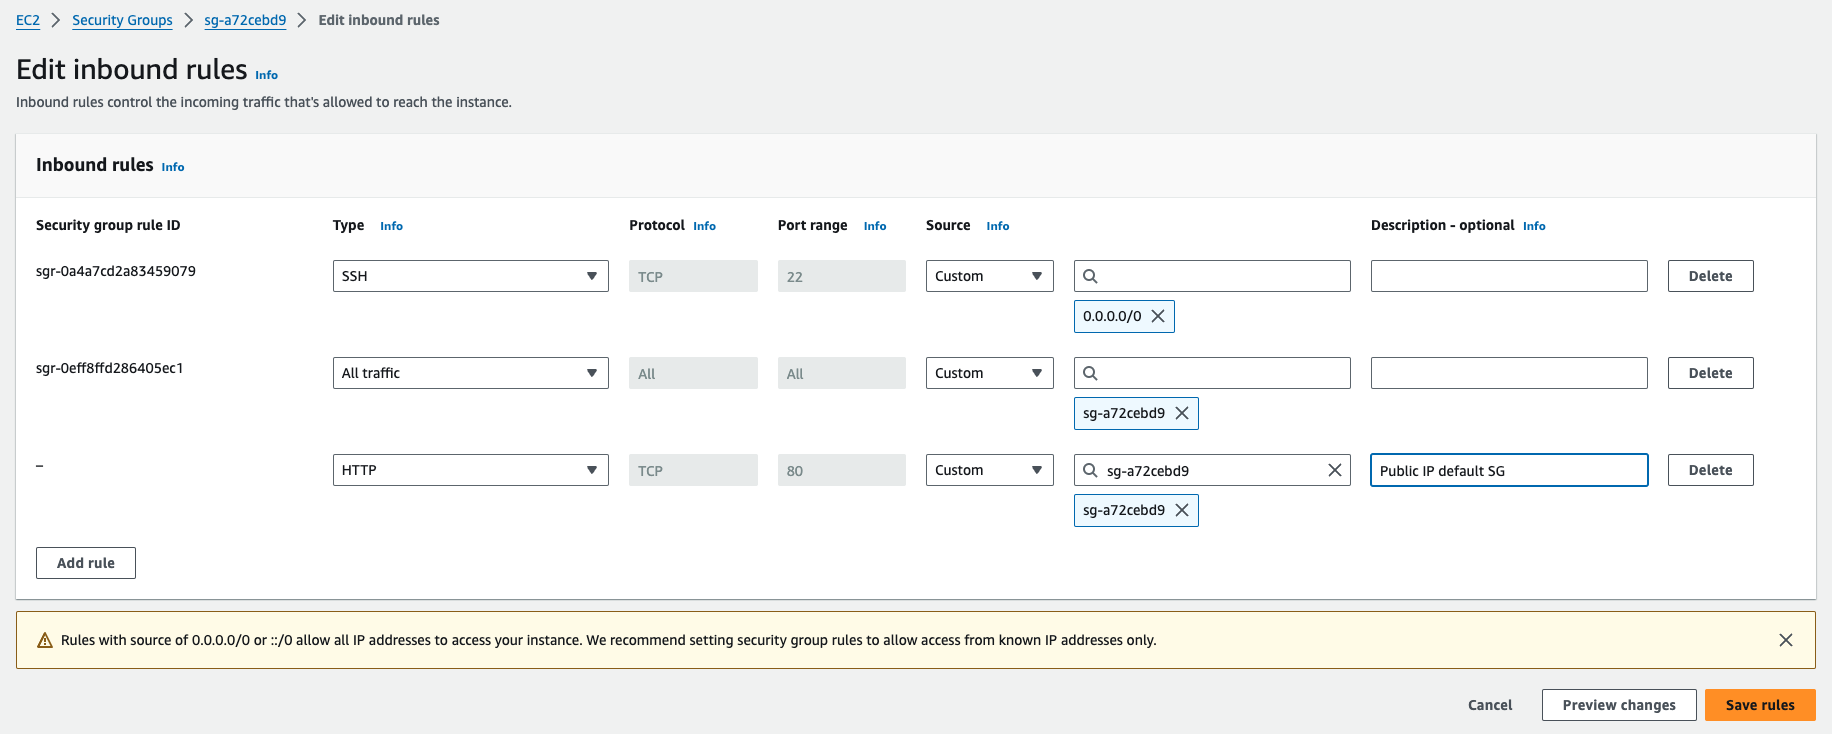 EC2 > Security Groups > sg-a72cebd9 > Edit inbound rules
Edit inbound rules Info
Inbound rules control the incoming traffic that's allowed to reach the instance.
Inbound rules Info
Security group rule ID Type Info Protocol Info Port range Info Source Info Description - optional Info
sgr-0a4a7cd2a83459079 SSH TCP 22 Custom Delete
0.0.0.0/0
sgr-0eff8ffd286405ec1 All traffic All All Custom Delete
sg-a72cebd9
– HTTP TCP 80 Custom sg-a72cebd9 Public IP default SG Delete
sg-a72cebd9
Add rule
Rules with source of 0.0.0.0/0 or ::/0 allow all IP addresses to access your instance. We recommend setting security group rules to allow access from known IP addresses only.
Cancel Preview changes Save rules